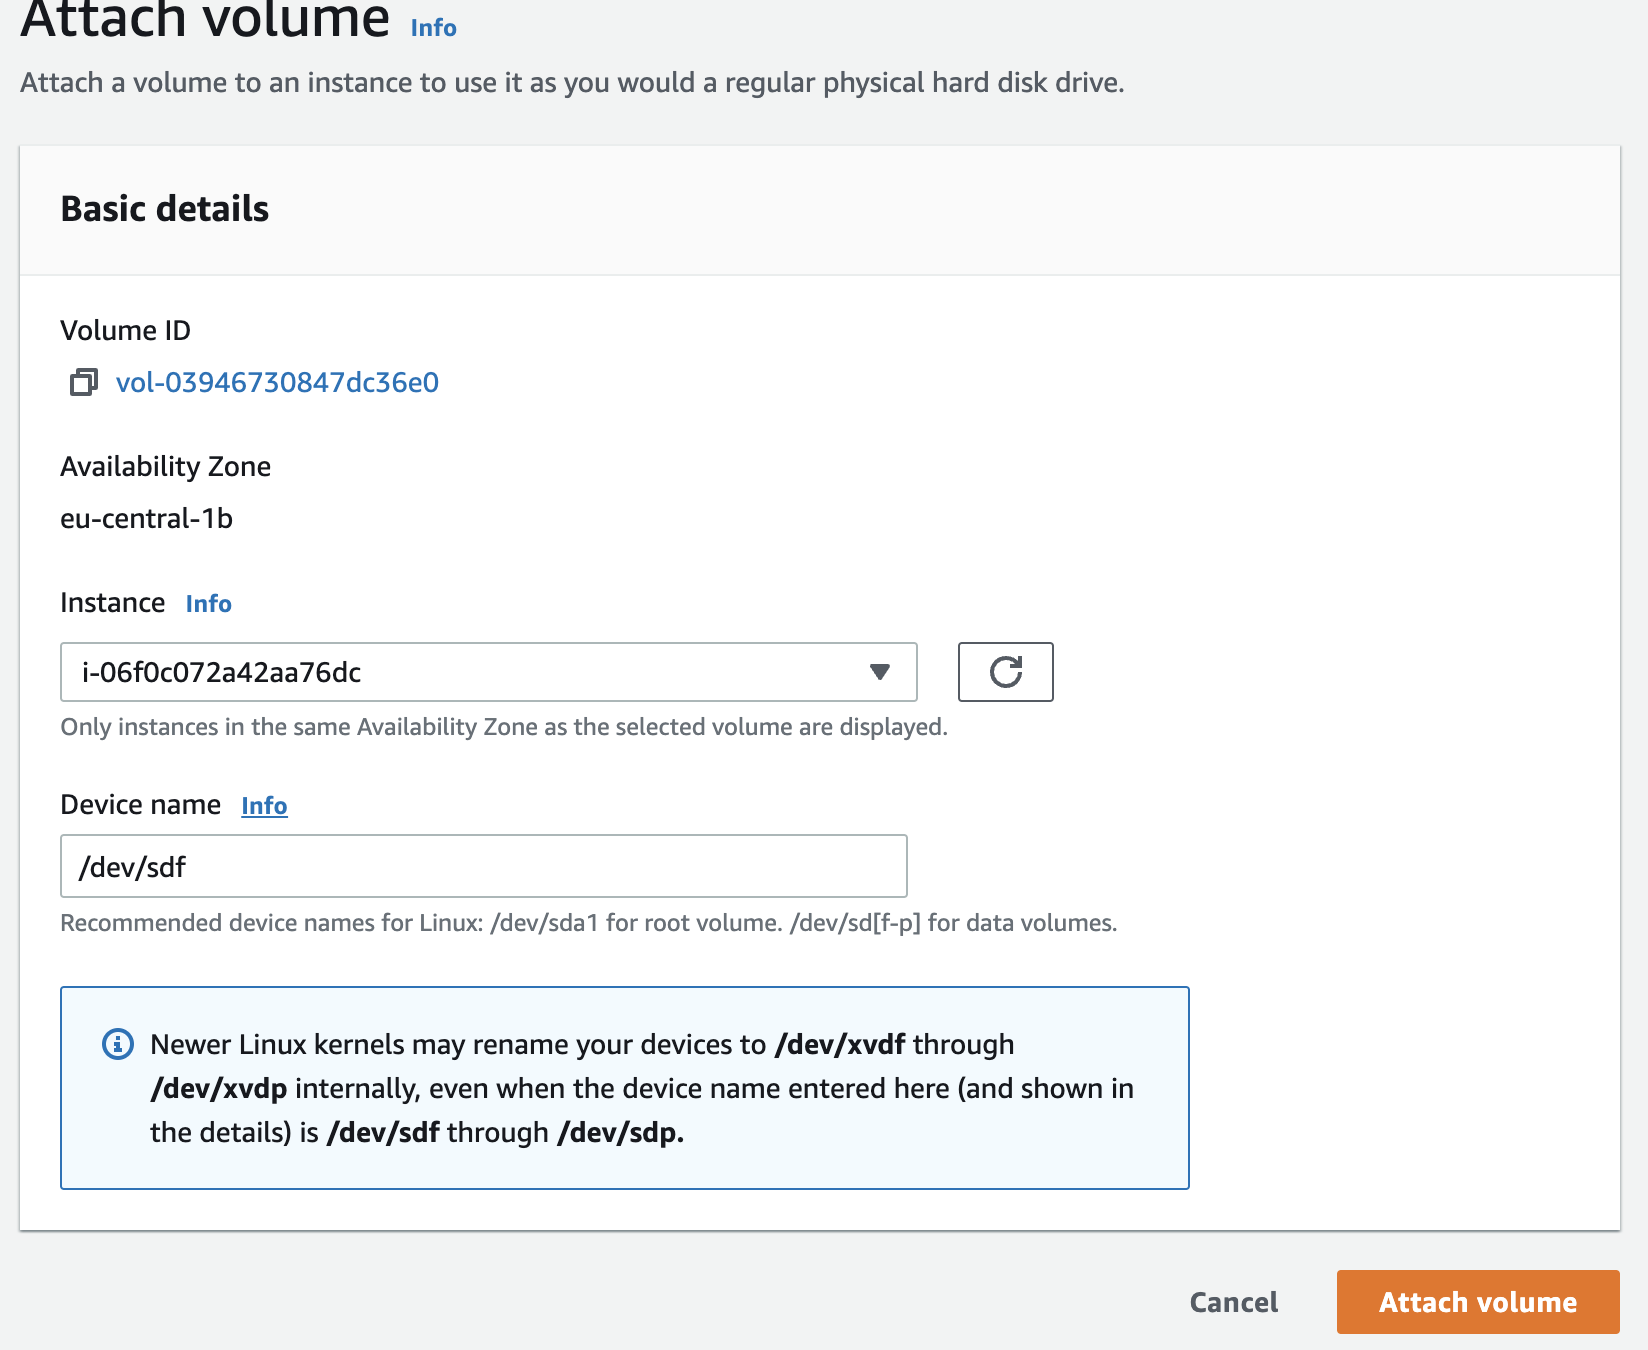 Attach volume Info
Attach a volume to an instance to use it as you would a regular physical hard disk drive.
Basic details
Volume ID
vol-03946730847dc36e0
Availability Zone
eu-central-1b
Instance Info
i-06f0c072a42aa76dc
Only instances in the same Availability Zone as the selected volume are displayed.
Device name Info
/dev/sdf
Recommended device names for Linux: /dev/sda1 for root volume. /dev/sd[f-p] for data volumes.
Newer Linux kernels may rename your devices to /dev/xvdf through
/dev/xvdp internally, even when the device name entered here (and shown in
the details) is /dev/sdf through /dev/sdp.
Cancel
Attach volume